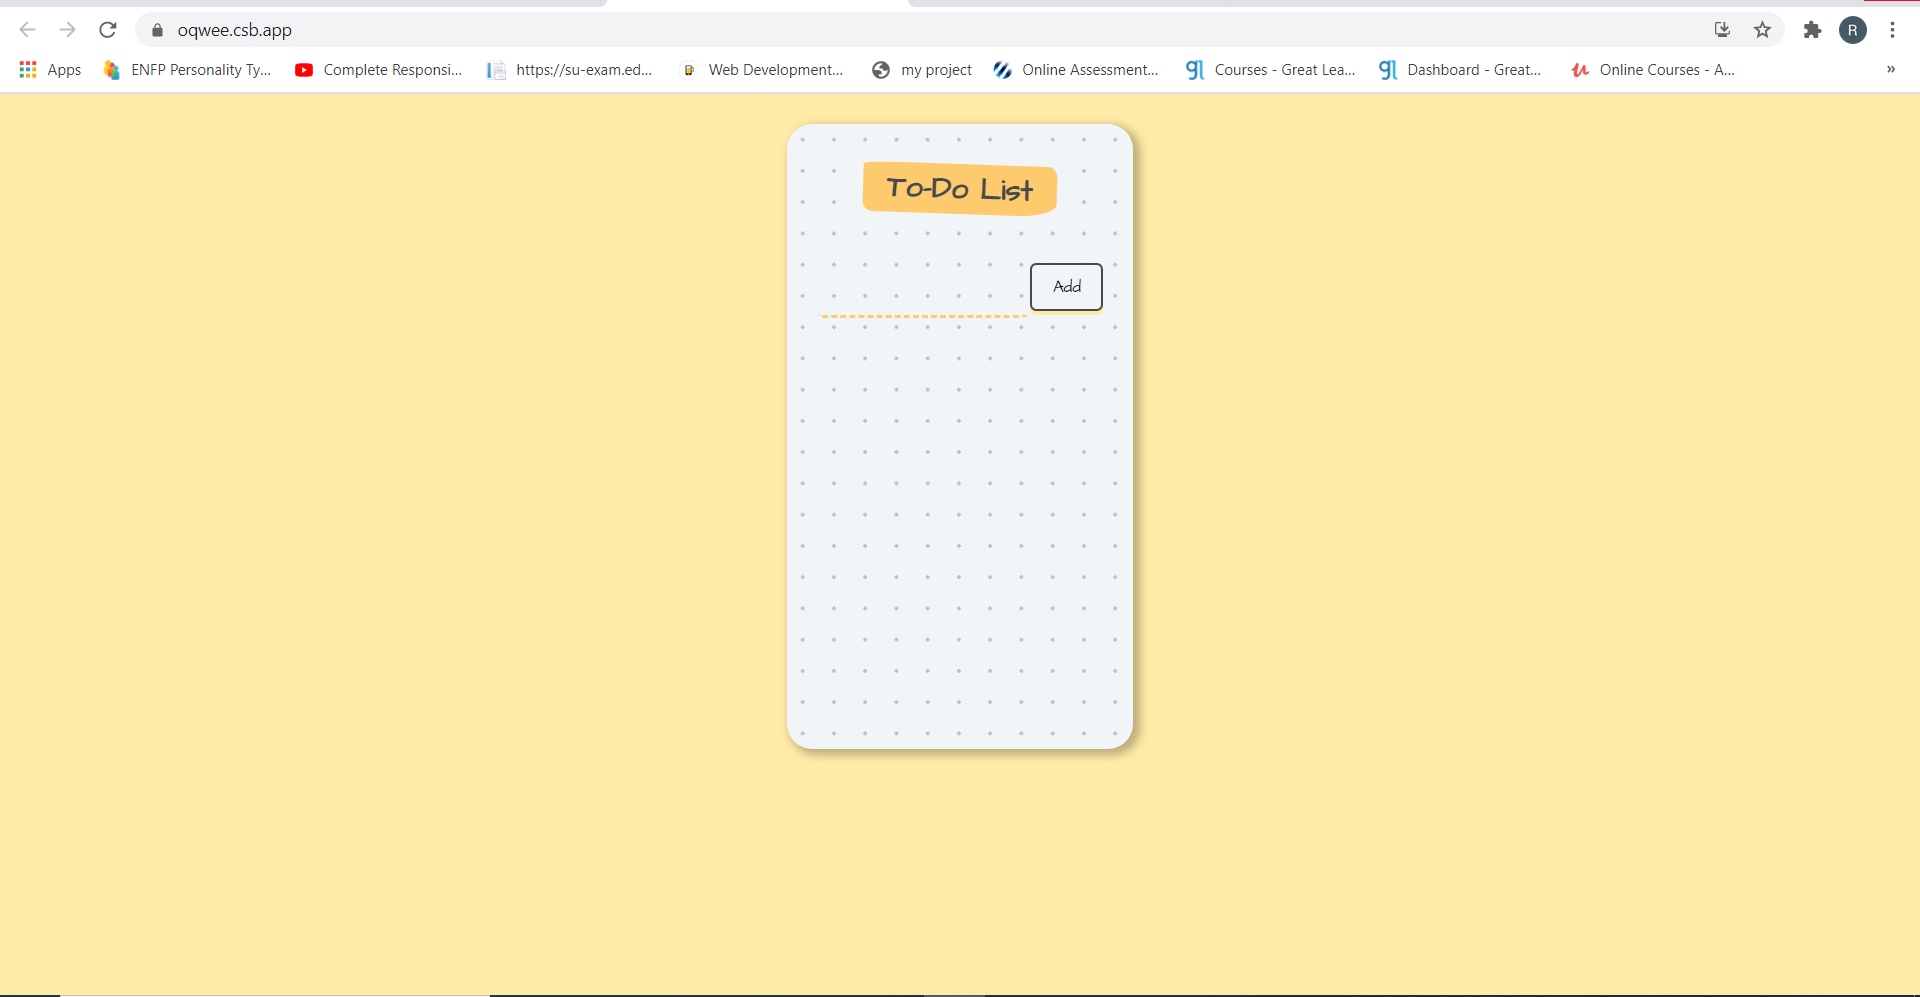 oqwee.csb.app
R
Apps
ENFP Personality Ty...
Complete Responsi...
https://su-exam.ed...
Web Development...
my project
Online Assessment...
Courses - Great Lea...
Dashboard - Great...
Online Courses - A...
»
To-Do List
Add